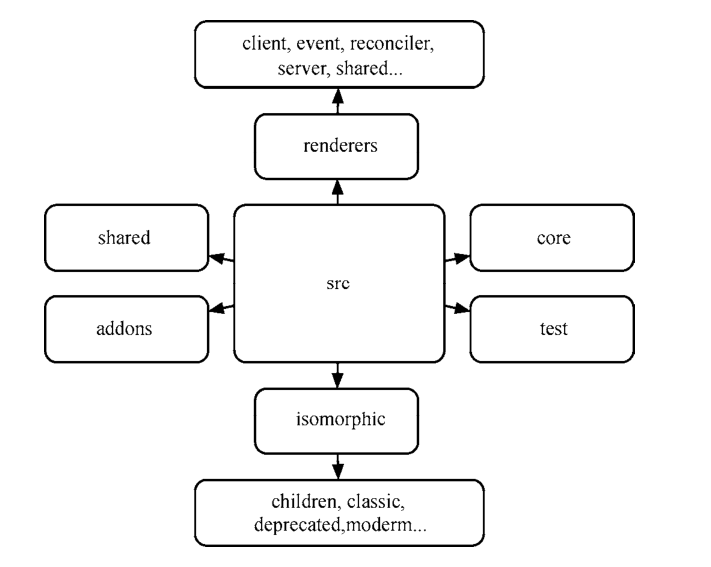 client, event, reconciler,
server, shared...
renderers
shared
core
src
addons
test
isomorphic
children, classic,
deprecated,moderm...